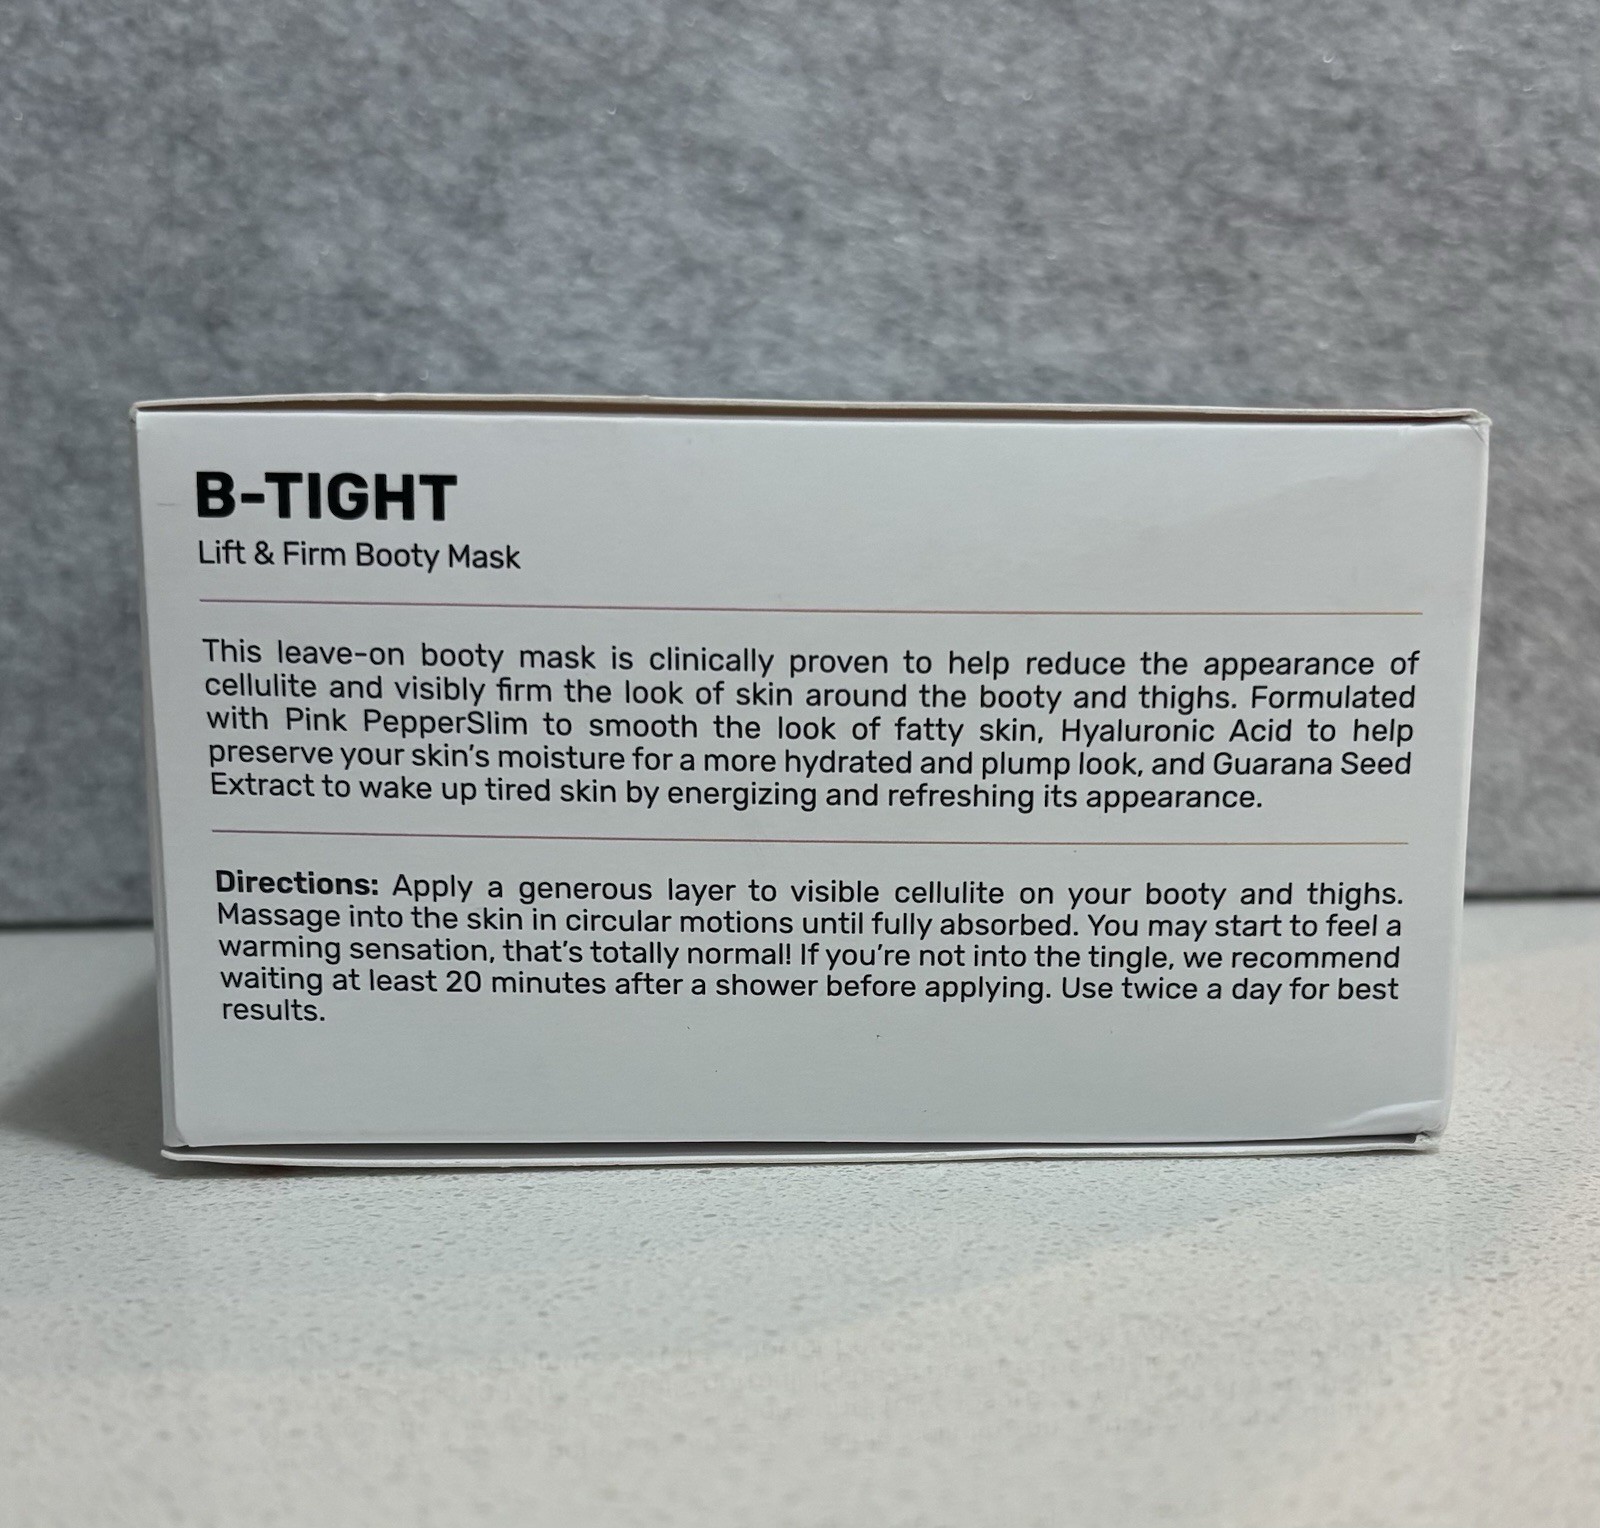 B-TIGHT
Lift & Firm Booty Mask
This leave-on booty mask is clinically proven to help reduce the appearance of
cellulite and visibly firm the look of skin around the booty and thighs. Formulated
with Pink PepperSlim to smooth the look of fatty skin, Hyaluronic Acid to help
preserve your skin's moisture for a more hydrated and plump look, and Guarana Seed
Extract to wake up tired skin by energizing and refreshing its appearance.
Directions: Apply a generous layer to visible cellulite on your booty and thighs.
Massage into the skin in circular motions until fully absorbed. You may start to feel a
warming sensation, that's totally normal! If you're not into the tingle, we recommend
waiting at least 20 minutes after a shower before applying. Use twice a day for best
results.